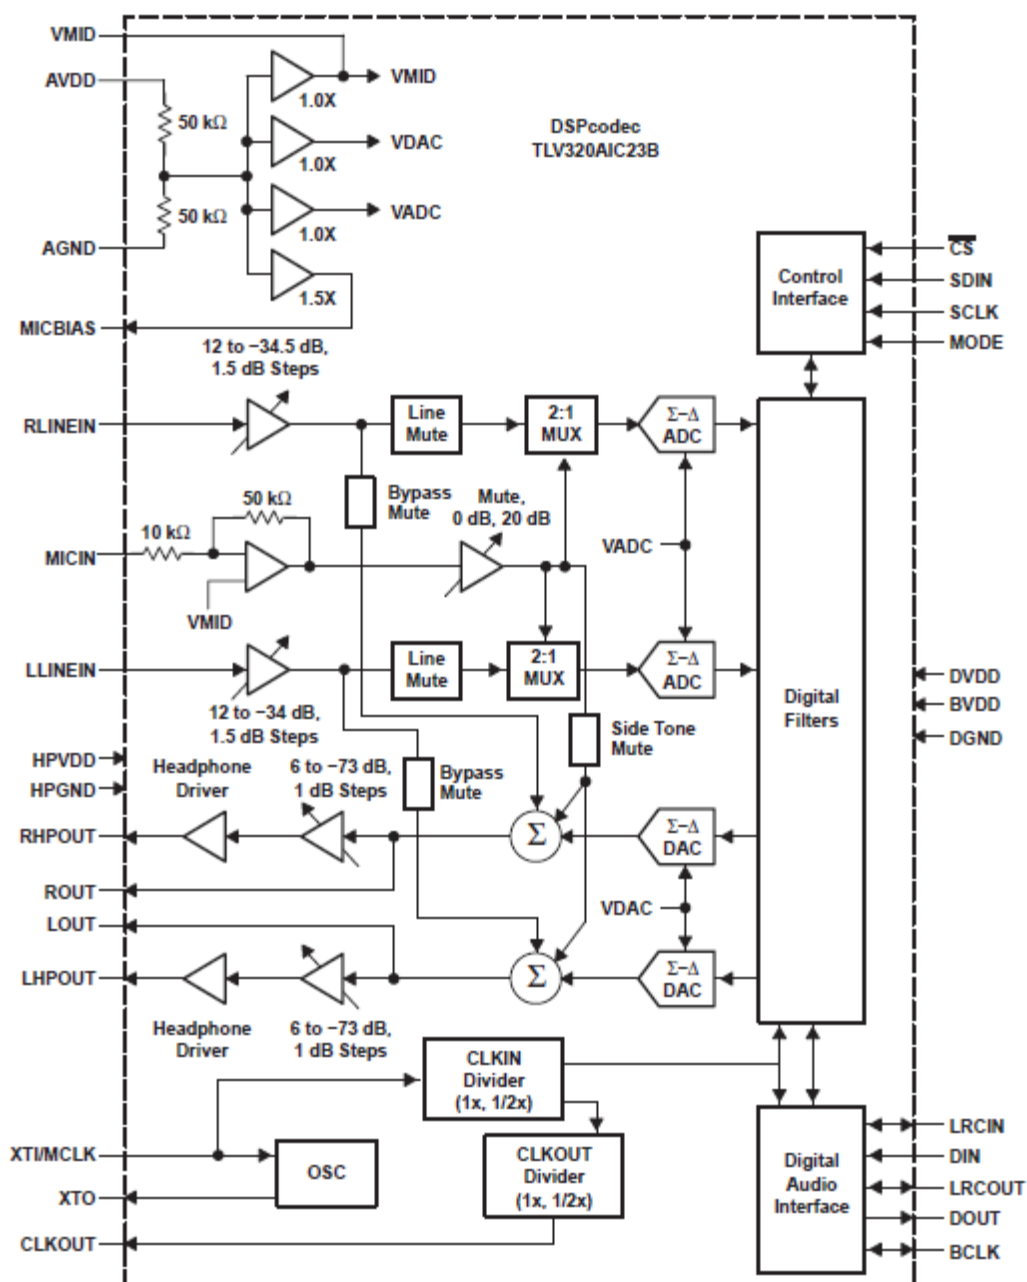 VMID
AVDD
50 kΩ
50 kΩ
AGND
MICBIAS
1.0X
VMID
1.0X
VDAC
1.0X
VADC
1.5X
DSPcodec
TLV320AIC23B
Control
Interface
CS
SDIN
SCLK
MODE
12 to −34.5 dB,
1.5 dB Steps
RLINEIN
Line
Mute
2:1
MUX
Σ−Δ
ADC
Bypass
Mute
Mute,
0 dB, 20 dB
50 kΩ
10 kΩ
MICIN
VMID
VADC
LLINEIN
Line
Mute
2:1
MUX
Σ−Δ
ADC
12 to −34 dB,
1.5 dB Steps
Side Tone
Mute
Digital
Filters
DVDD
BVDD
DGND
HPVDD
HPGND
Headphone
Driver
6 to −73 dB,
1 dB Steps
Bypass
Mute
RHPOUT
Σ
Σ−Δ
DAC
ROUT
LOUT
VDAC
LHPOUT
Σ
Σ−Δ
DAC
Headphone
Driver
6 to −73 dB,
1 dB Steps
CLKIN
Divider
(1x, 1/2x)
XTI/MCLK
OSC
XTO
CLKOUT
Divider
(1x, 1/2x)
CLKOUT
Digital
Audio
Interface
LRCIN
DIN
LRCOUT
DOUT
BCLK